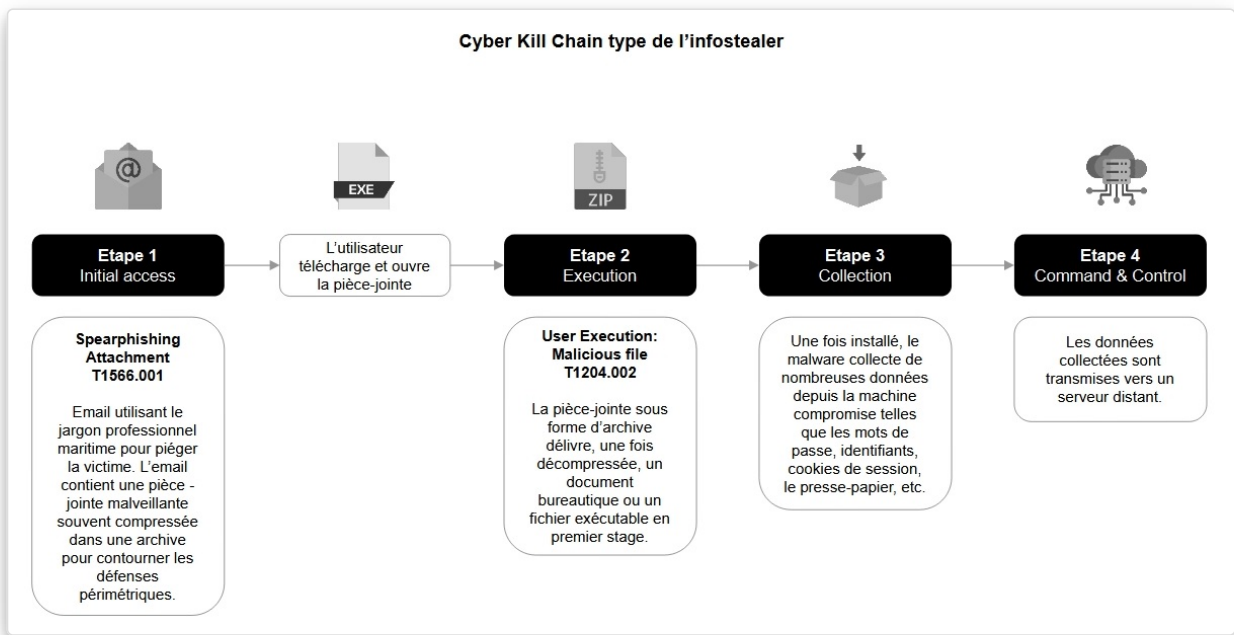 Cyber Kill Chain type de l’infostealer
@
EXE
ZIP
Etape 1
Initial access
L’utilisateur
télécharge et ouvre
la pièce-jointe
Etape 2
Execution
Etape 3
Collection
Etape 4
Command & Control
Spearphishing
Attachment
T1566.001
Email utilisant le
jargon professionnel
maritime pour piéger
la victime. L’email
contient une pièce -
jointe malveillante
souvent compressée
dans une archive
pour contourner les
défenses
périmétriques.
User Execution:
Malicious file
T1204.002
La pièce-jointe sous
forme d’archive
délivre, une fois
décompressée, un
document
bureautique ou un
fichier exécutable en
premier stage.
Une fois installé, le
malware collecte de
nombreuses données
depuis la machine
compromise telles
que les mots de
passe, identifiants,
cookies de session,
le presse-papier, etc.
Les données
collectées sont
transmises vers un
serveur distant.